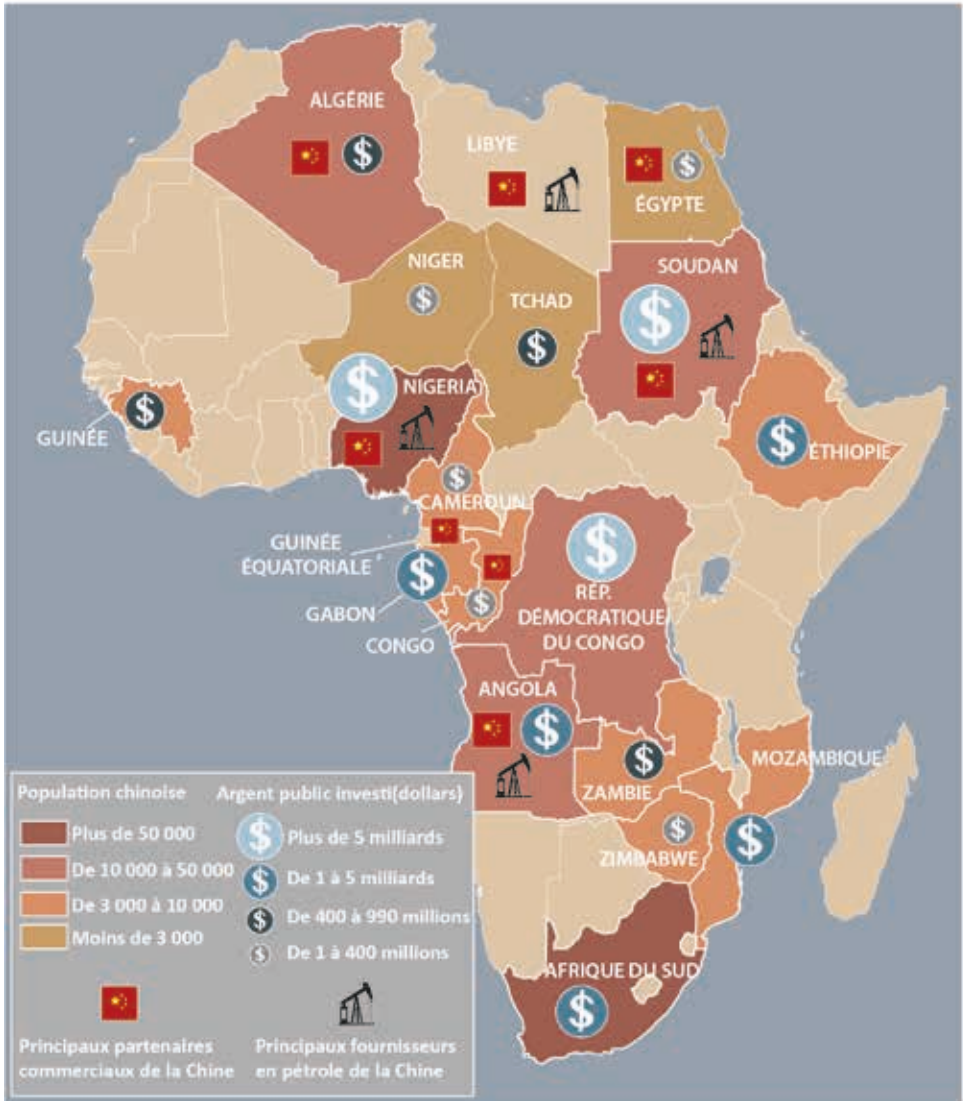 ALGÉRIE
LIBYE
ÉGYPTE
NIGER
TCHAD
SOUDAN
NIGERIA
GUINÉE
ÉTHIOPIE
CAMEROUN
GUINÉE
ÉQUATORIALE
GABON
CONGO
RÉP.
DÉMOCRATIQUE
DU CONGO
ANGOLA
MOZAMBIQUE
ZAMBIE
ZIMBABWE
AFRIQUE DU SUD
Population chinoise
Plus de 50 000
De 10 000 à 50 000
De 3 000 à 10 000
Moins de 3 000
Argent public investi(dollars)
$ Plus de 5 milliards
$ De 1 à 5 milliards
$ De 400 à 990 millions
$ De 1 à 400 millions
Principaux partenaires
commerciaux de la Chine
Principaux fournisseurs
en pétrole de la Chine